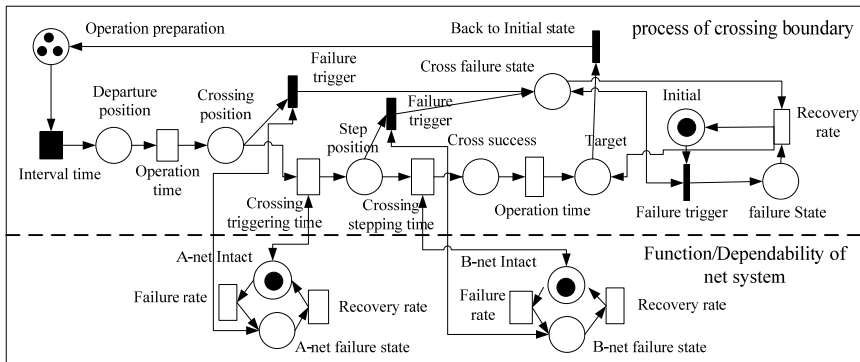 Operation preparation
Back to Initial state
process of crossing boundary
Failure
trigger
Cross failure state
Departure
position
Crossing
position
Failure
trigger
Initial
Recovery
rate
Step
position
Cross success
Target
Interval time
Operation
time
Crossing
triggering time
Crossing
stepping time
Operation time
Failure trigger
failure State
A-net Intact
B-net Intact
Function/Dependability of
net system
Failure rate
Recovery rate
Failure
rate
Recovery rate
A-net failure state
B-net failure state